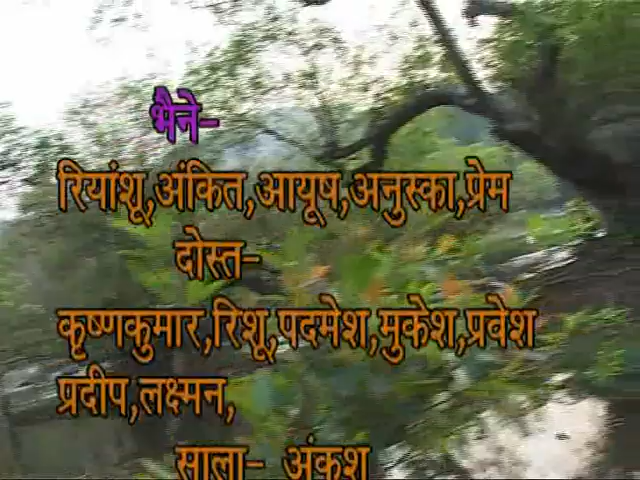 भैने-
रियांशू,अंकित,आयूष,अनुस्का,प्रेम
दोस्त-
कृष्णकुमार,रिशू,पदमेश,मुकेश,प्रवेश
प्रदीप,लक्ष्मन,
साला- अंकुश